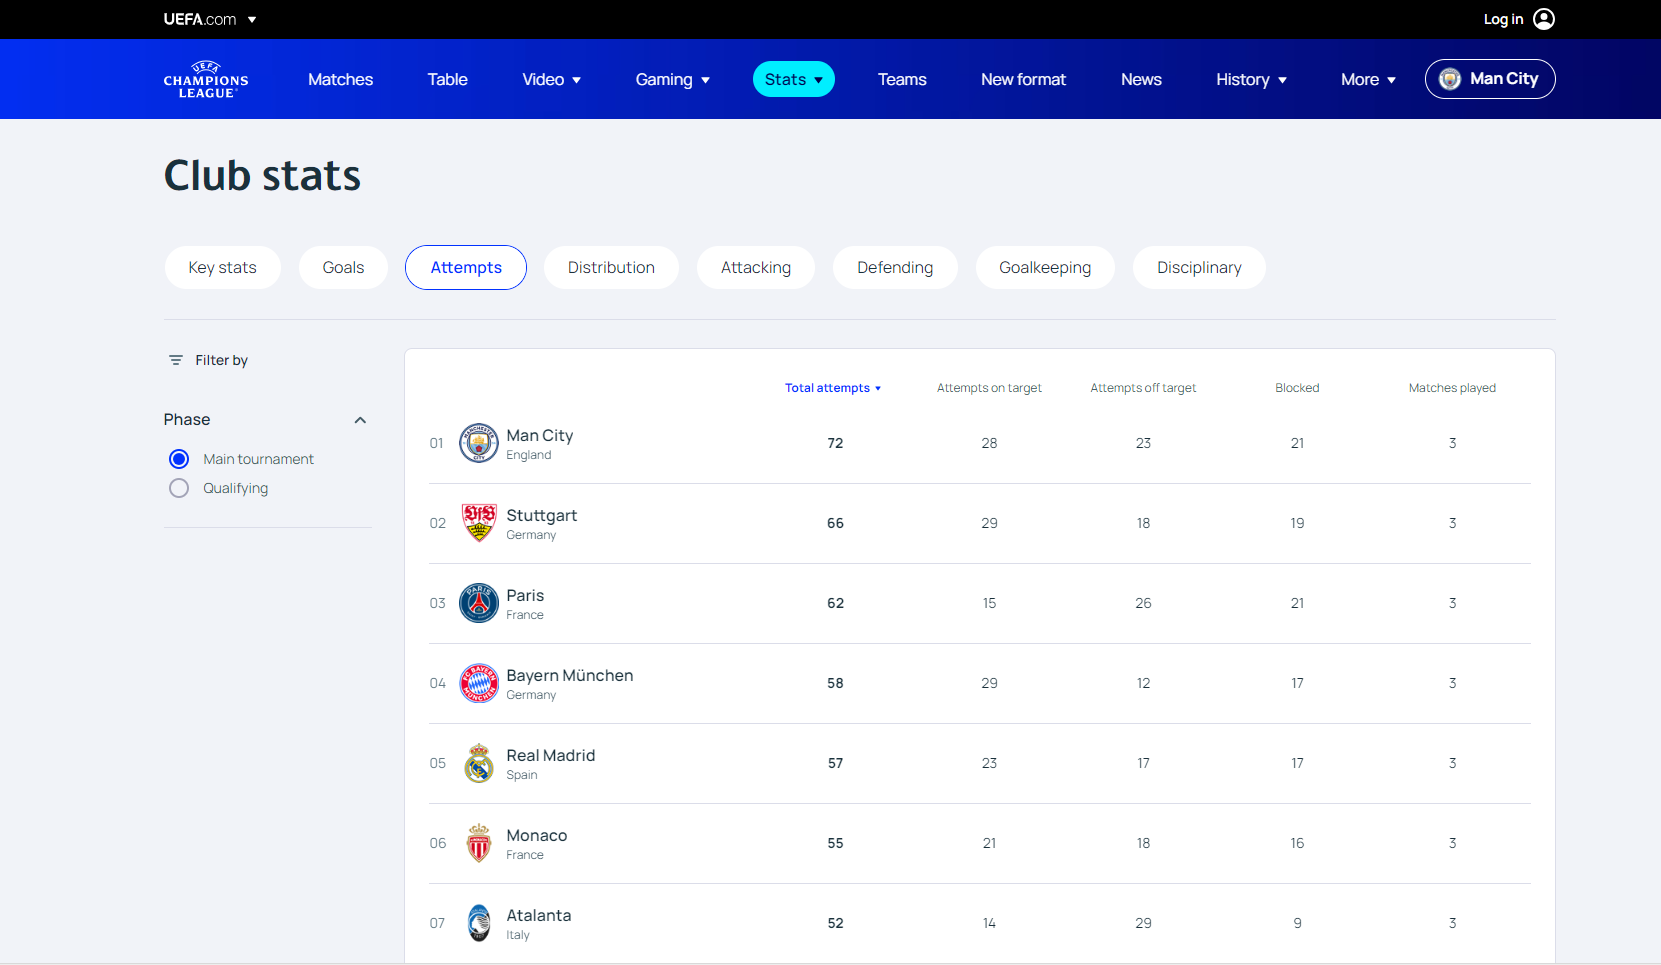 UEFA.com
Log in
UEFA
CHAMPIONS
LEAGUE
Matches Table Video Gaming Stats Teams New format News History More Man City
Club stats
Key stats Goals Attempts Distribution Attacking Defending Goalkeeping Disciplinary
Filter by
Phase
Main tournament
Qualifying
Total attempts Attempts on target Attempts off target Blocked Matches played
01 Man City 72 28 23 21 3
England
02 Stuttgart 66 29 18 19 3
Germany
03 Paris 62 15 26 21 3
France
04 Bayern München 58 29 12 17 3
Germany
05 Real Madrid 57 23 17 17 3
Spain
06 Monaco 55 21 18 16 3
France
07 Atalanta 52 14 29 9 3
Italy